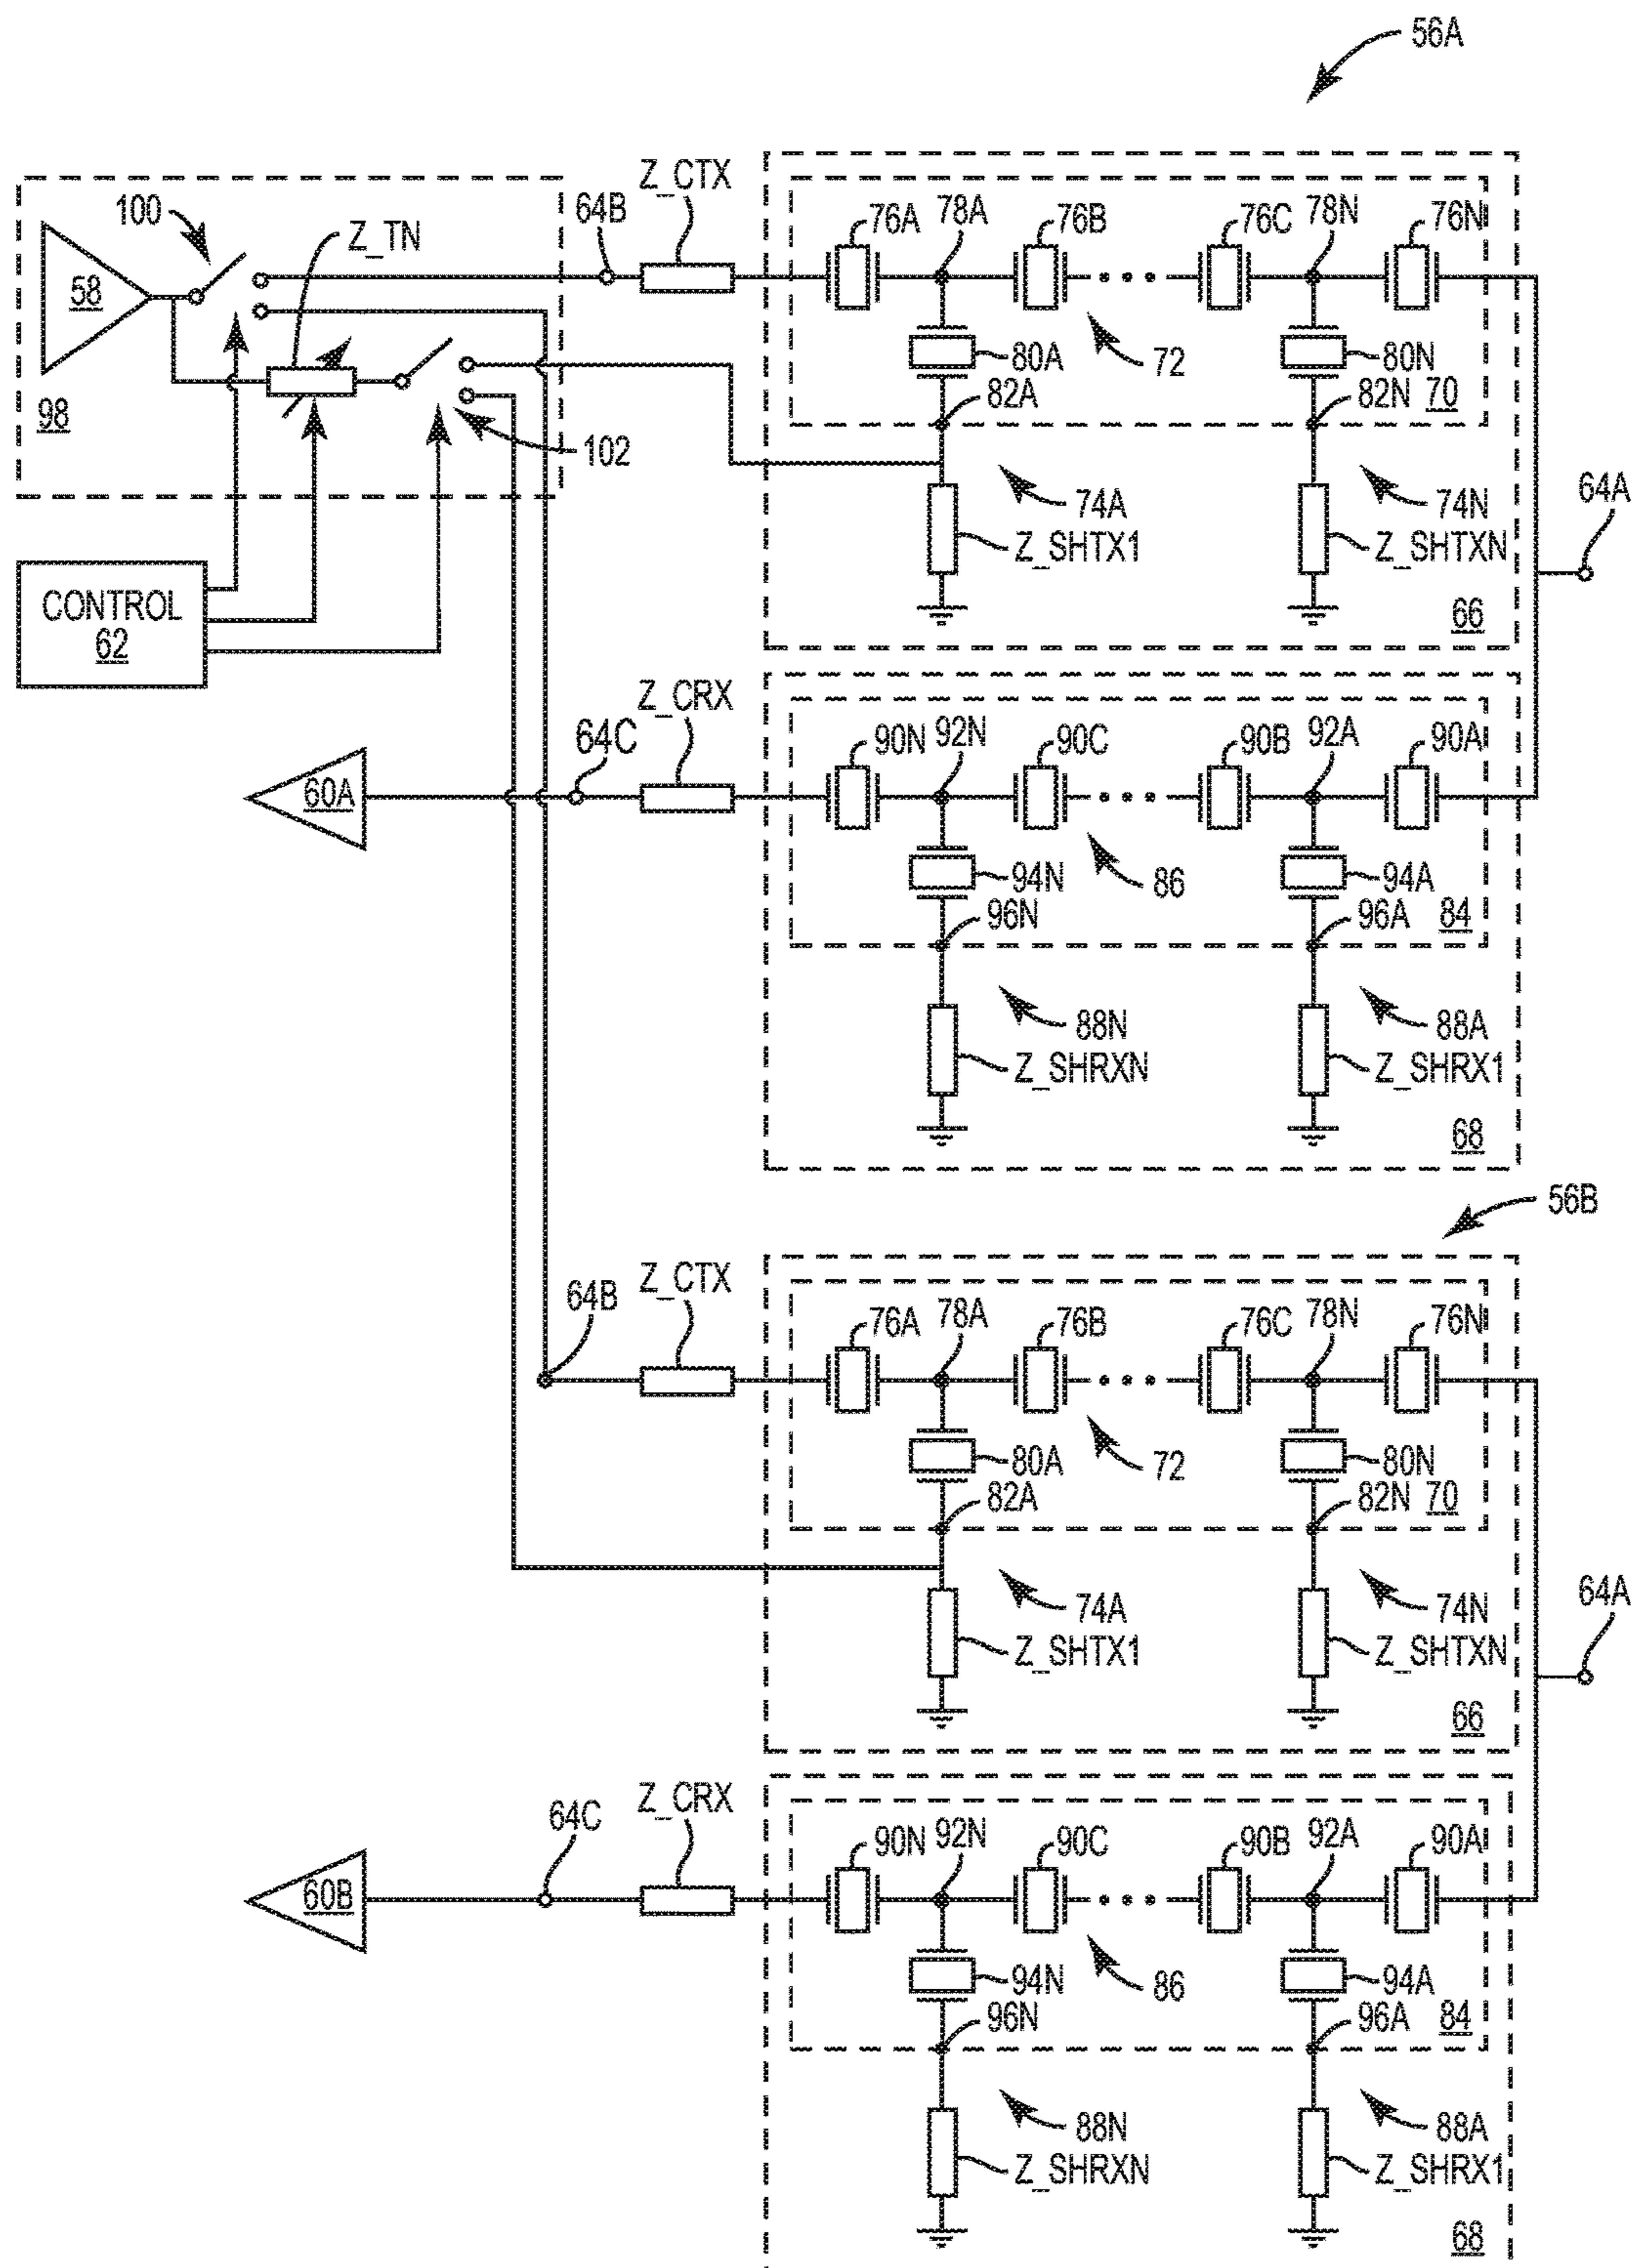 56A
Z_CTX
100
64B
Z_TN
76A
78A
76B
76C
78N
76N
58
80A
72
80N
98
82A
82N
70
102
74A
74N
64A
Z_SHTX1
Z_SHTXN
CONTROL
62
66
Z_CRX
64C
90N
92N
90C
90B
92A
90A
60A
94N
86
94A
96N
96A
84
88N
88A
Z_SHRXN
Z_SHRX1
68
56B
Z_CTX
64B
76A
78A
76B
76C
78N
76N
80A
72
80N
82A
82N
70
74A
74N
64A
Z_SHTX1
Z_SHTXN
66
Z_CRX
64C
90N
92N
90C
90B
92A
90A
60B
94N
86
94A
96N
96A
84
88N
88A
Z_SHRXN
Z_SHRX1
68